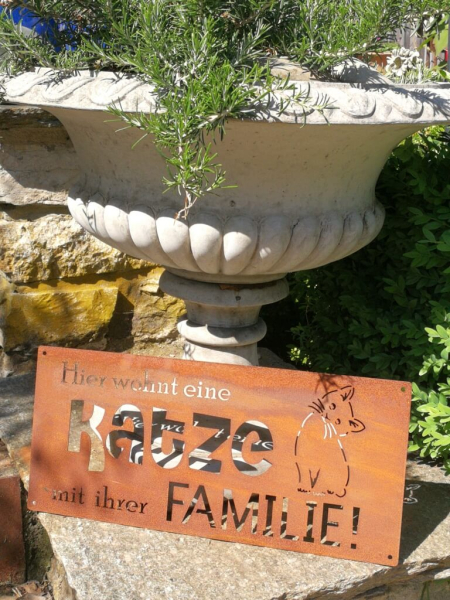 Hier wohnt eine
Katze
mit ihrer FAMILIE!